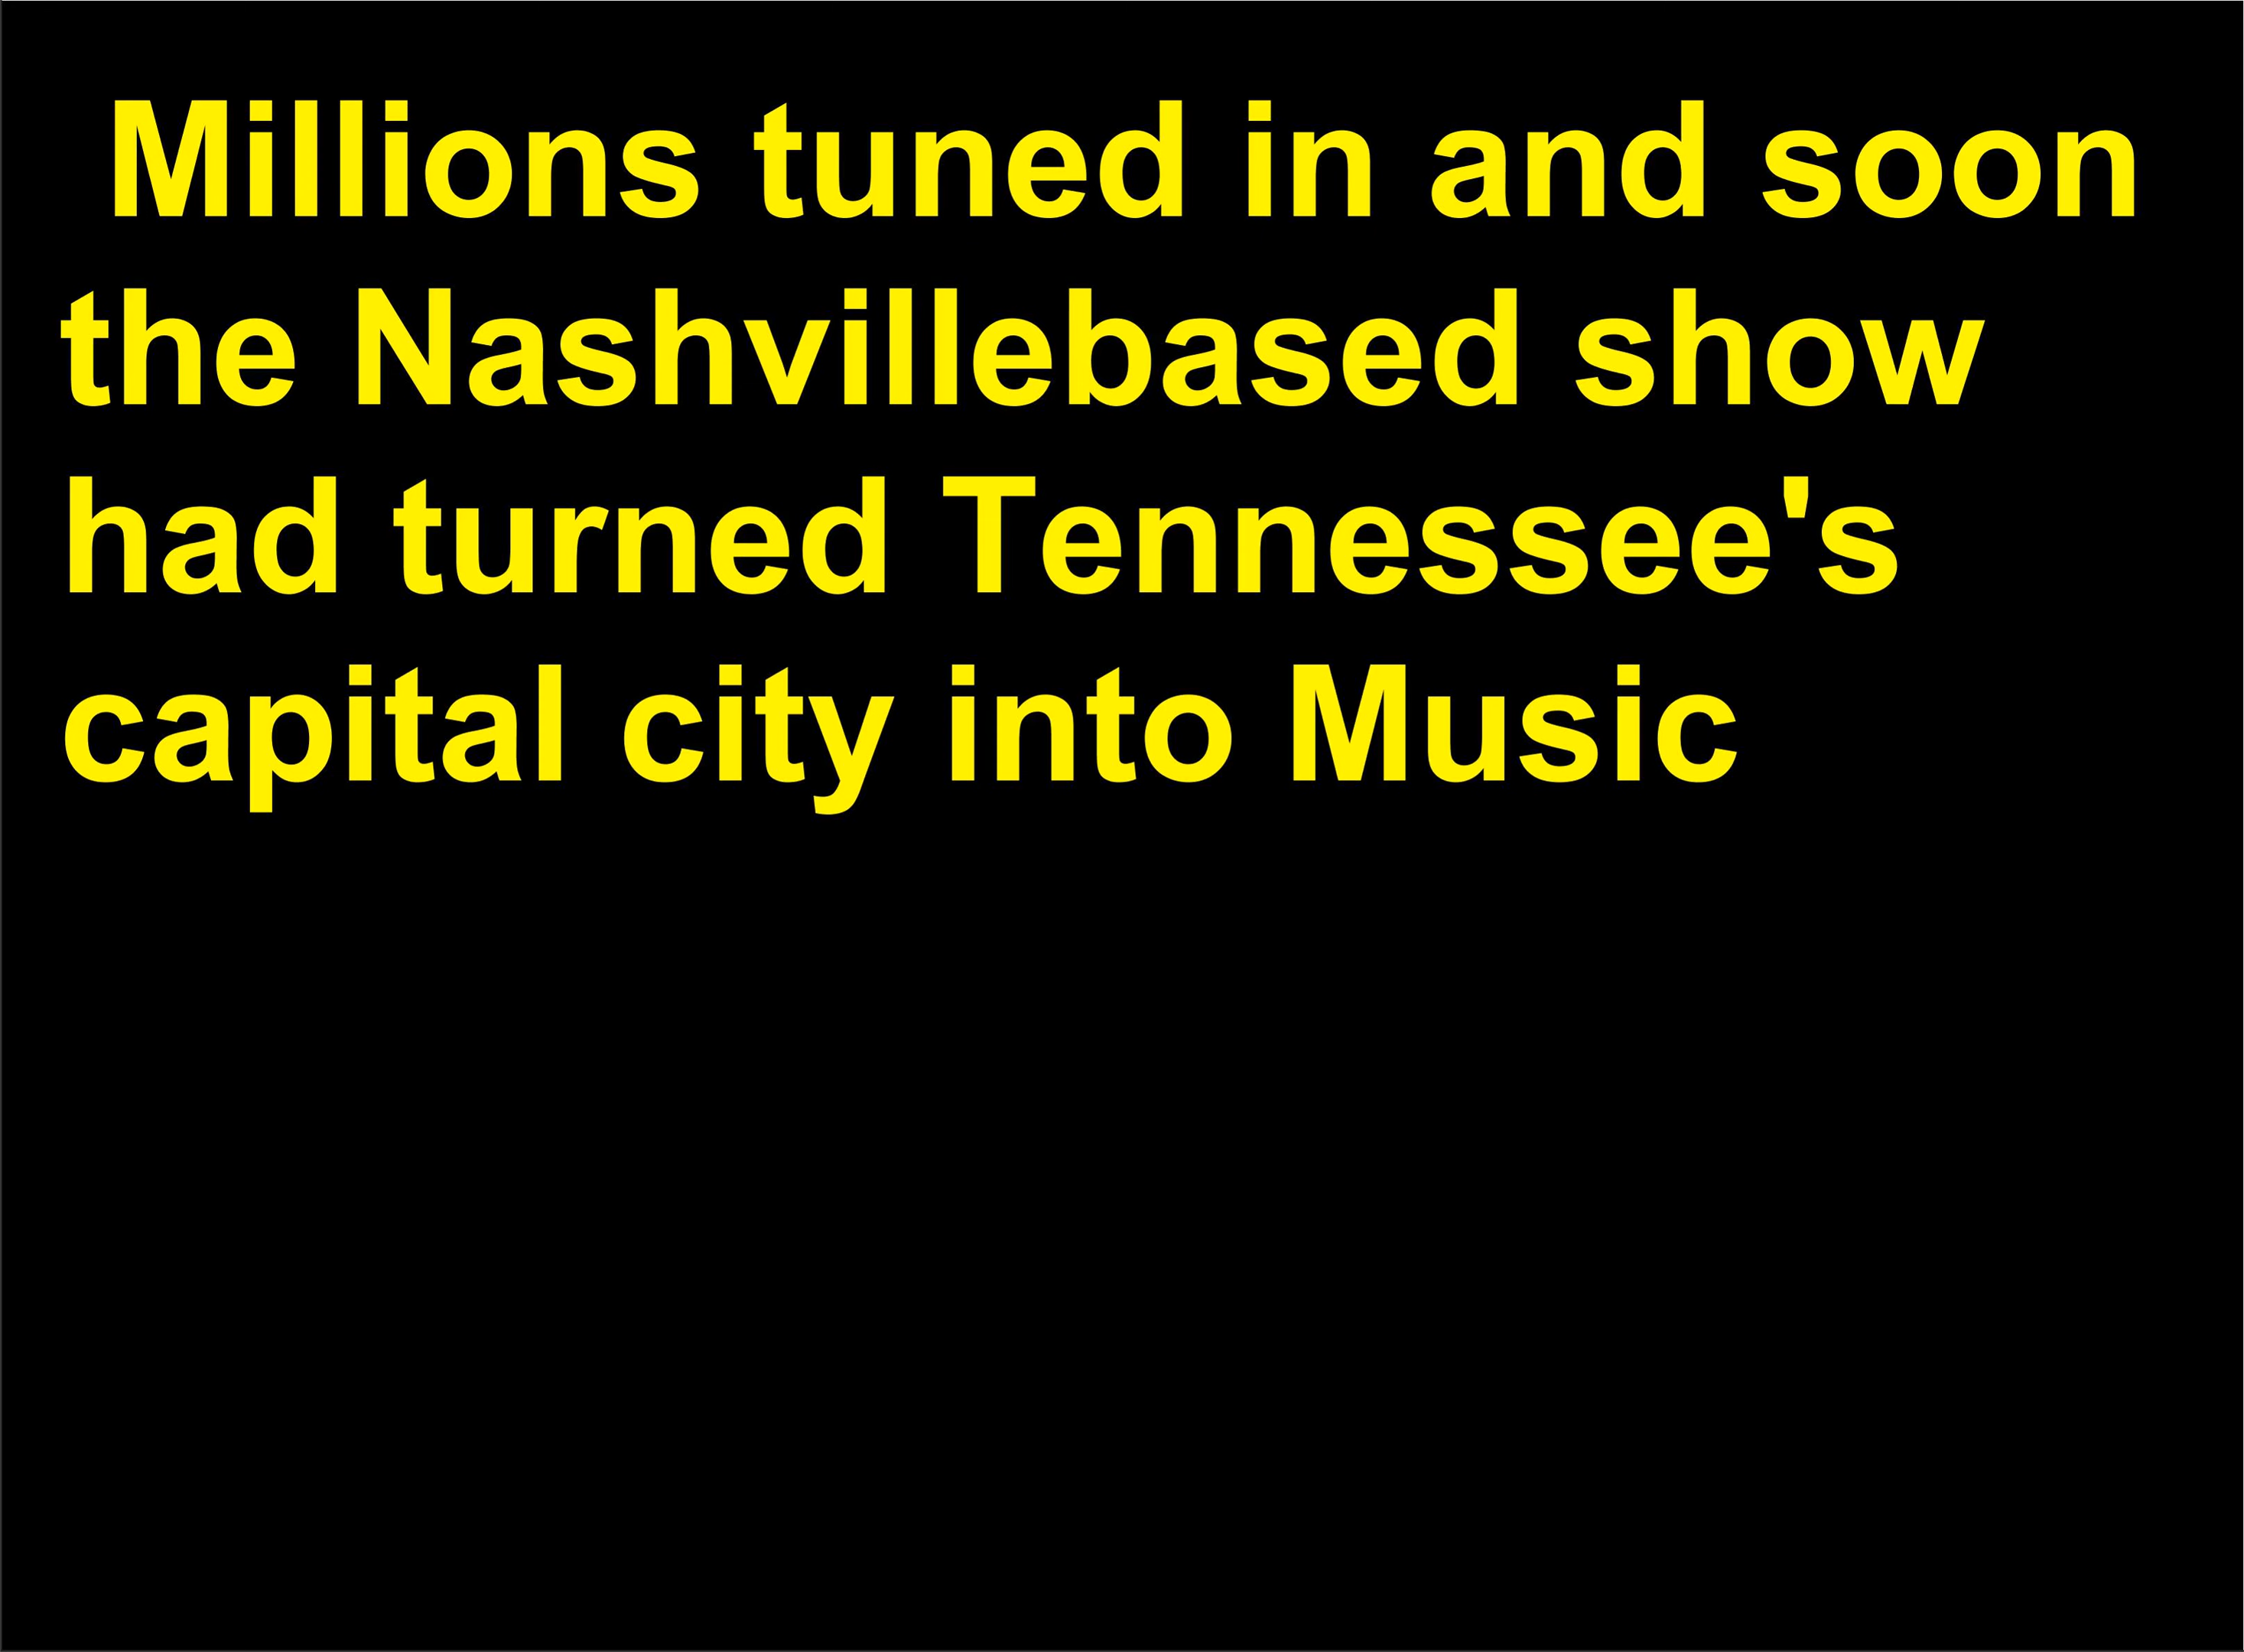 Millions tuned in and soon
the Nashvillebased show
had turned Tennessee's
capital city into Music